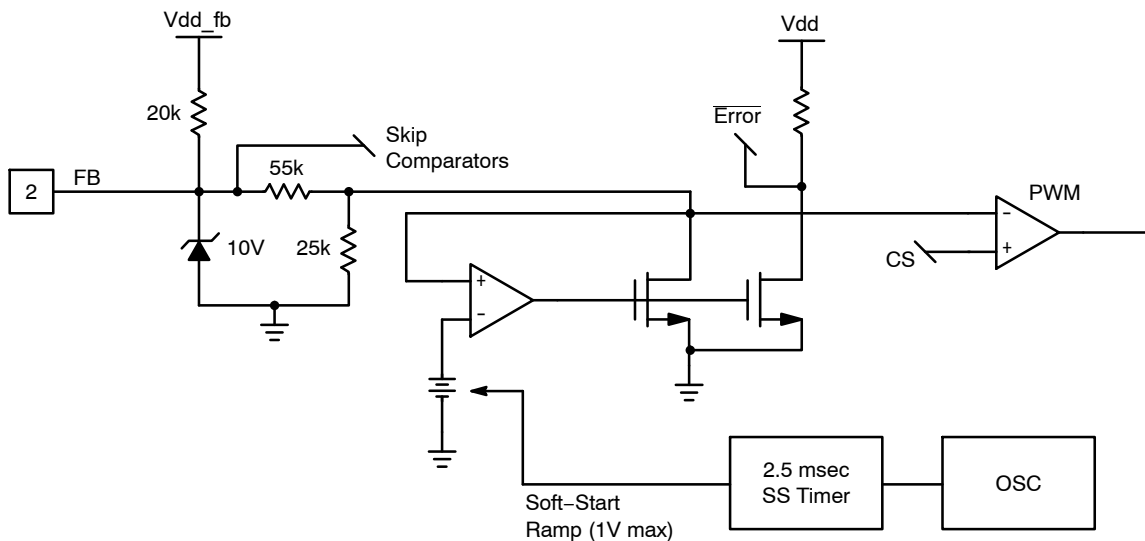 Vdd_fb
Vdd
20k
Error
Skip
Comparators
2
FB
55k
PWM
10V
25k
−
+
CS
+
−
2.5 msec
SS Timer
OSC
Soft−Start
Ramp (1V max)